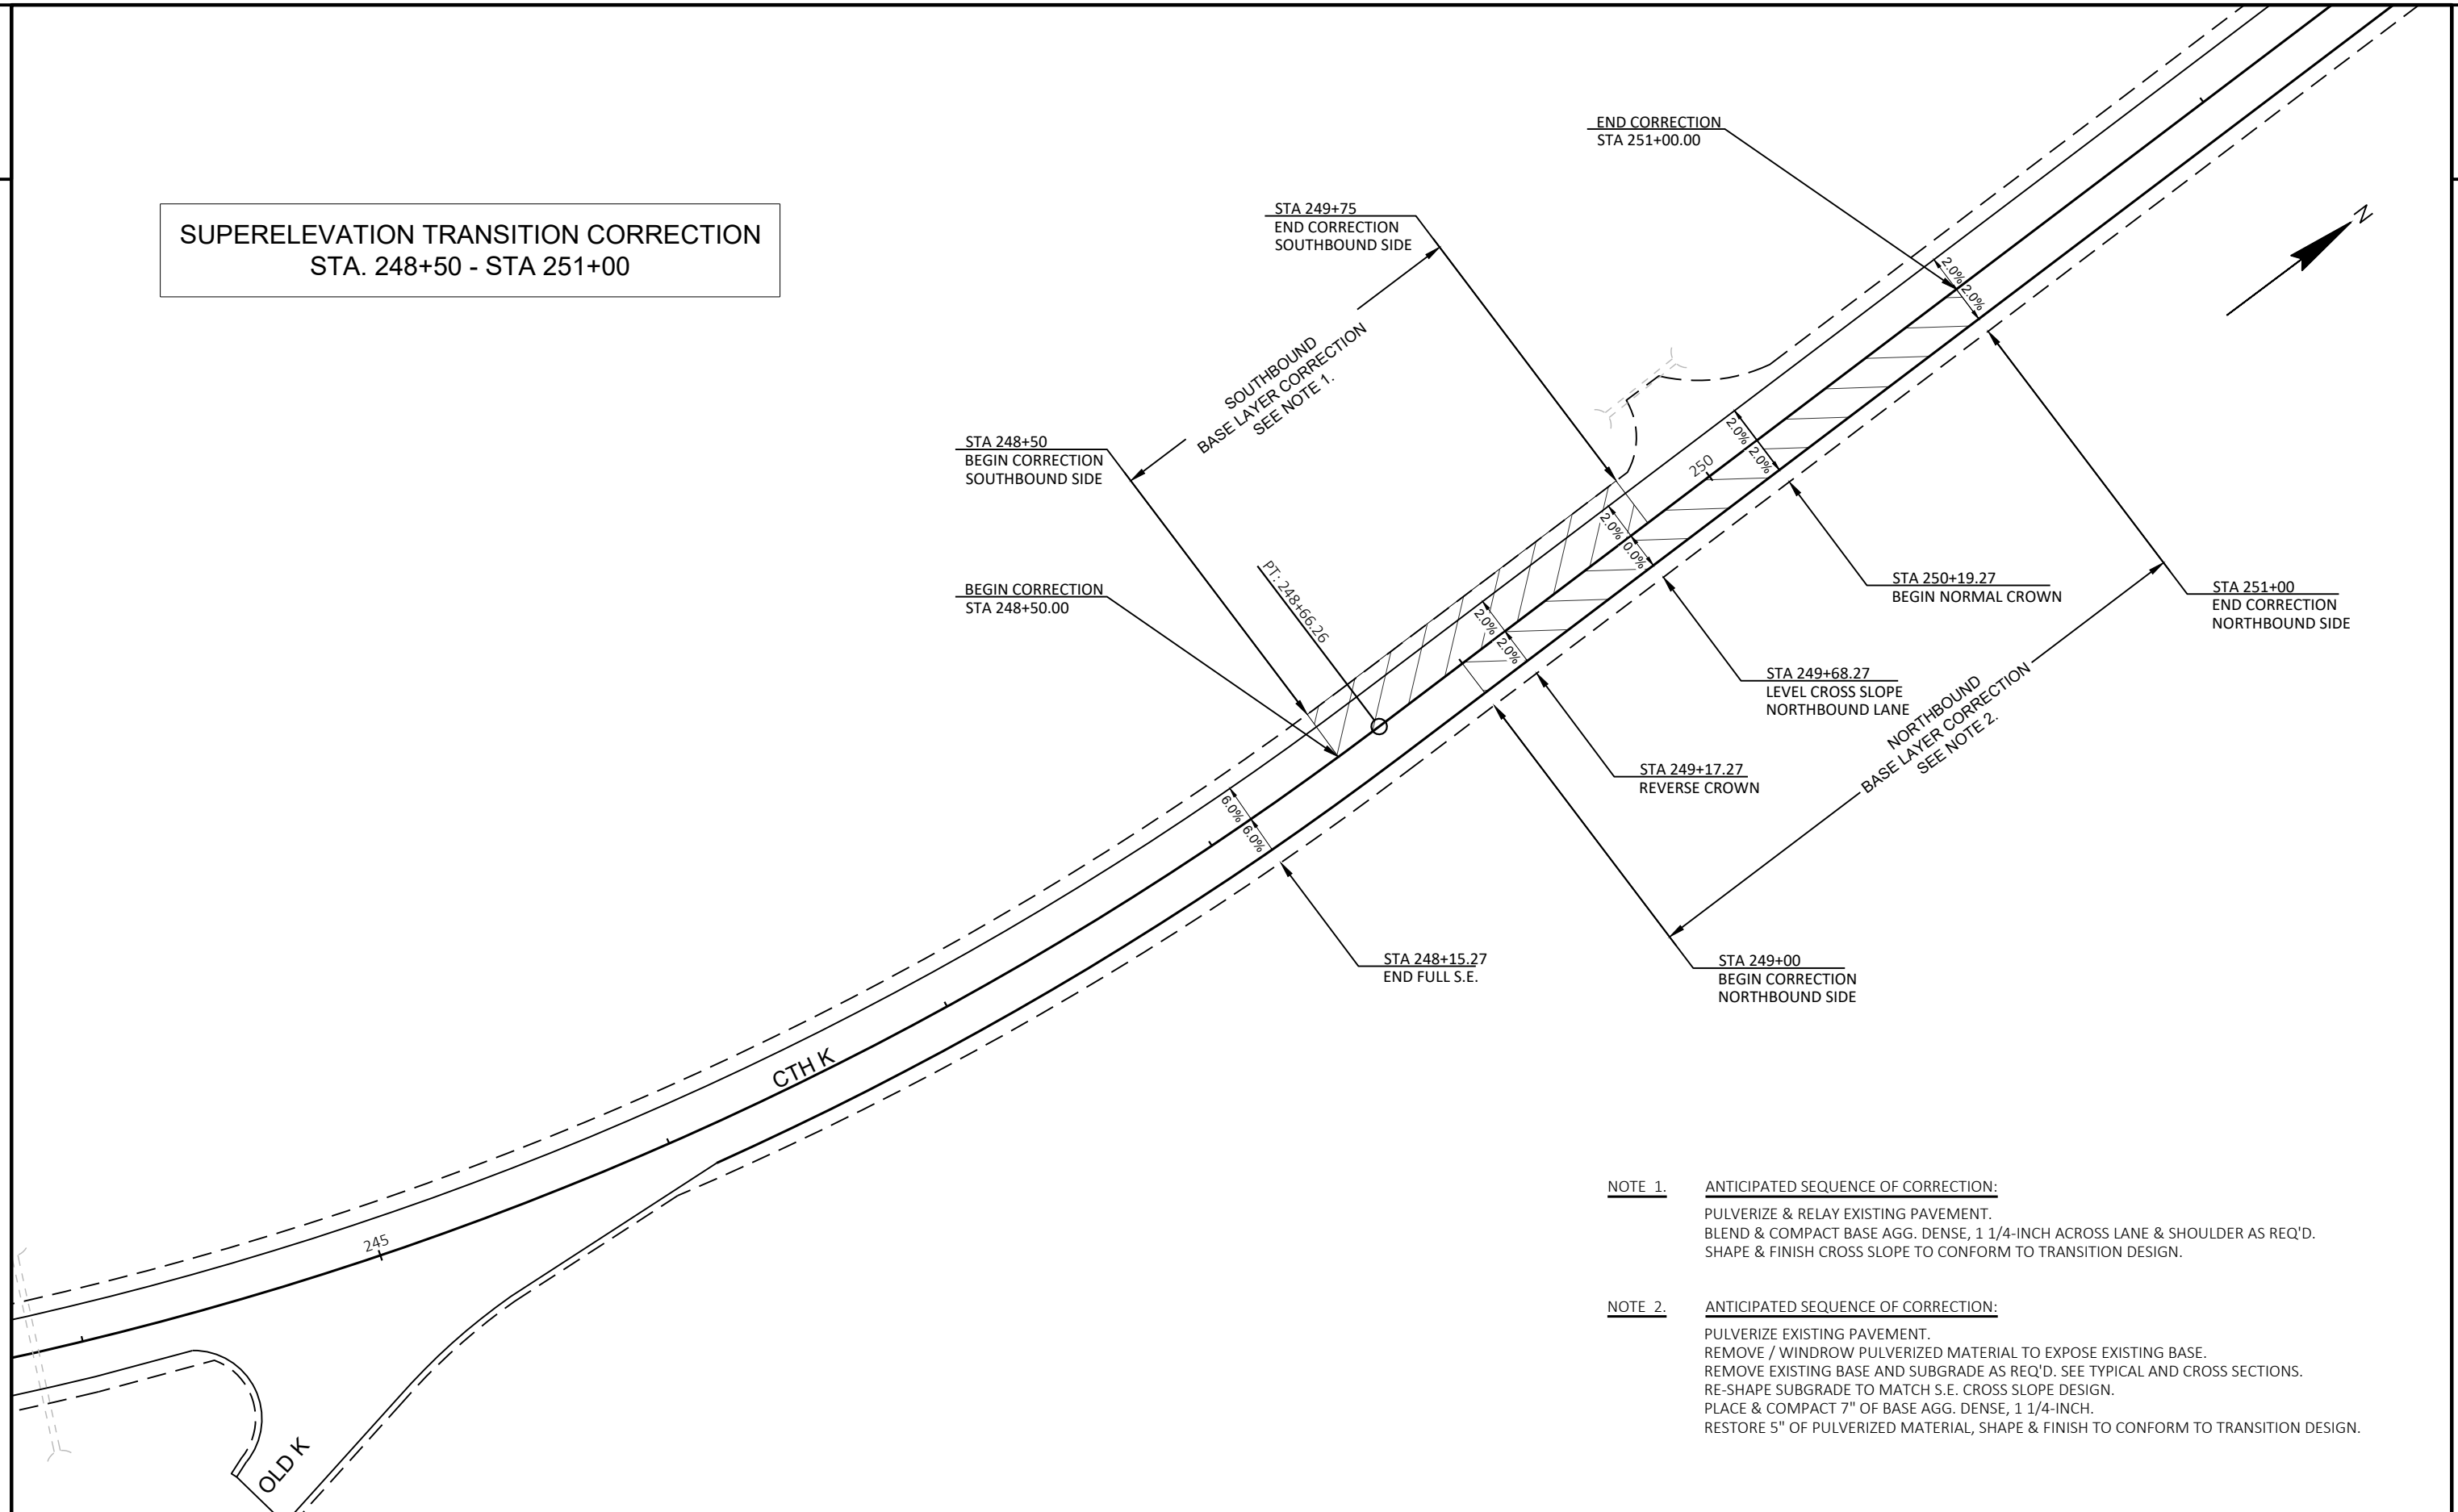 SUPERELEVATION TRANSITION CORRECTION
STA. 248+50 - STA 251+00
END CORRECTION
STA 251+00.00
STA 249+75
END CORRECTION
SOUTHBOUND SIDE
N
SOUTHBOUND
BASE LAYER CORRECTION
SEE NOTE 1.
STA 248+50
BEGIN CORRECTION
SOUTHBOUND SIDE
BEGIN CORRECTION
STA 248+50.00
PT: 248+66.26
2.0% 2.0%
2.0% 2.0%
250
2.0% 0.0%
2.0% 2.0%
6.0% 6.0%
STA 250+19.27
BEGIN NORMAL CROWN
STA 251+00
END CORRECTION
NORTHBOUND SIDE
STA 249+68.27
LEVEL CROSS SLOPE
NORTHBOUND LANE
NORTHBOUND
BASE LAYER CORRECTION
SEE NOTE 2.
STA 249+17.27
REVERSE CROWN
STA 248+15.27
END FULL S.E.
STA 249+00
BEGIN CORRECTION
NORTHBOUND SIDE
CTH K
245
OLD K
NOTE 1. ANTICIPATED SEQUENCE OF CORRECTION:
PULVERIZE & RELAY EXISTING PAVEMENT.
BLEND & COMPACT BASE AGG. DENSE, 1 1/4-INCH ACROSS LANE & SHOULDER AS REQ'D.
SHAPE & FINISH CROSS SLOPE TO CONFORM TO TRANSITION DESIGN.
NOTE 2. ANTICIPATED SEQUENCE OF CORRECTION:
PULVERIZE EXISTING PAVEMENT.
REMOVE / WINDROW PULVERIZED MATERIAL TO EXPOSE EXISTING BASE.
REMOVE EXISTING BASE AND SUBGRADE AS REQ'D. SEE TYPICAL AND CROSS SECTIONS.
RE-SHAPE SUBGRADE TO MATCH S.E. CROSS SLOPE DESIGN.
PLACE & COMPACT 7" OF BASE AGG. DENSE, 1 1/4-INCH.
RESTORE 5" OF PULVERIZED MATERIAL, SHAPE & FINISH TO CONFORM TO TRANSITION DESIGN.